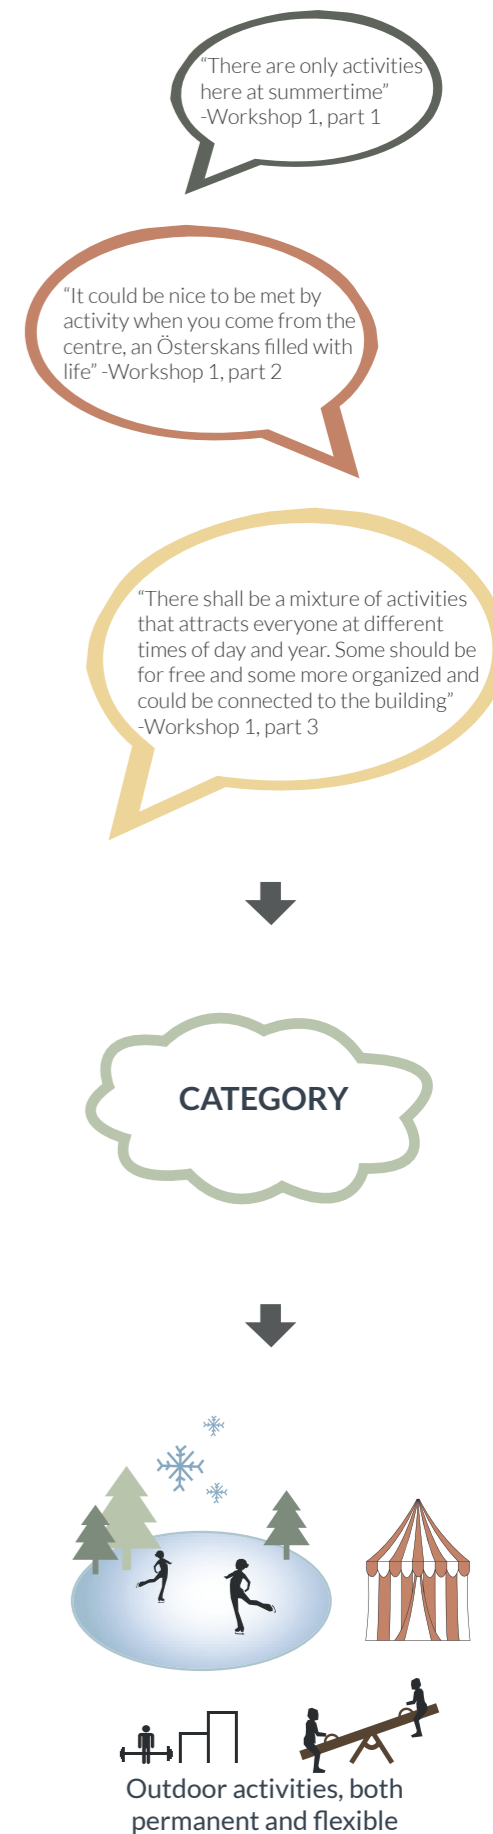 “There are only activities
here at summertime”
-Workshop 1, part 1
“It could be nice to be met by
activity when you come from the
centre, an Österskans filled with
life” -Workshop 1, part 2
“There shall be a mixture of activities
that attracts everyone at different
times of day and year. Some should be
for free and some more organized and
could be connected to the building”
-Workshop 1, part 3
CATEGORY
Outdoor activities, both
permanent and flexible